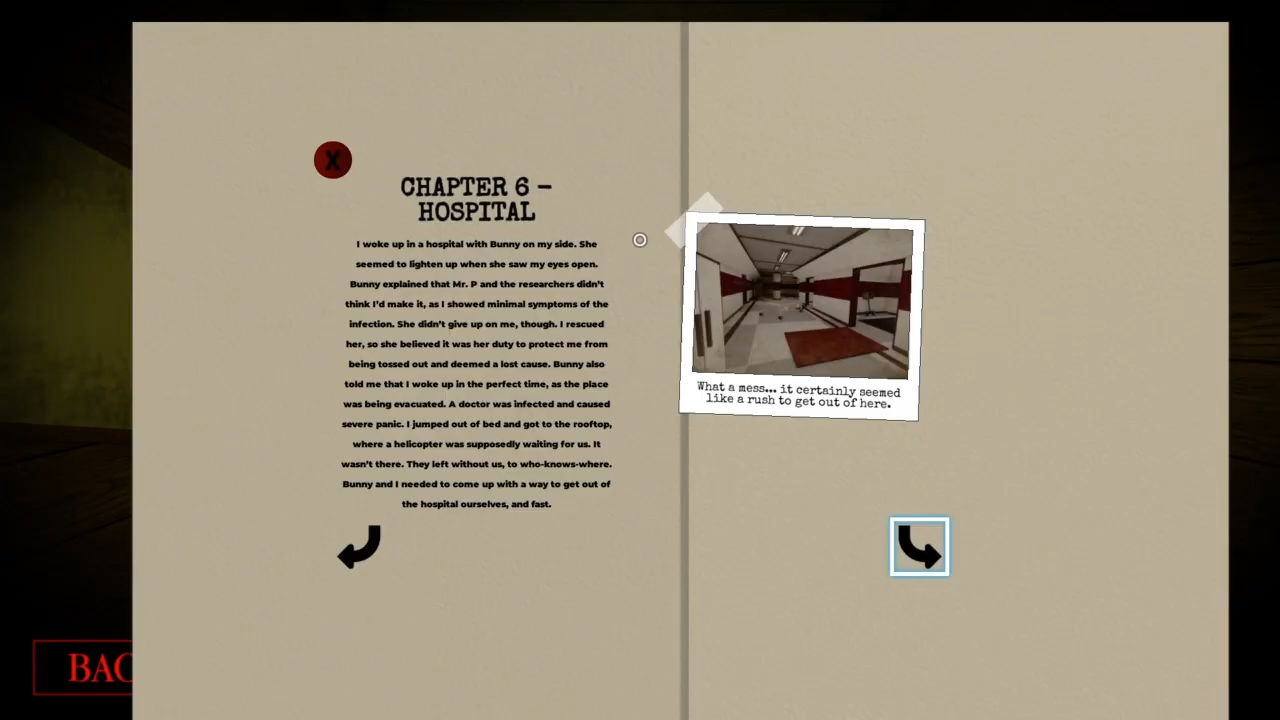 X
CHAPTER 6 –
HOSPITAL
I woke up in a hospital with Bunny on my side. She
seemed to lighten up when she saw my eyes open.
Bunny explained that Mr. P and the researchers didn't
think I'd make it, as I showed minimal symptoms of the
infection. She didn't give up on me, though. I rescued
her, so she believed it was her duty to protect me from
being tossed out and deemed a lost cause. Bunny also
told me that I woke up in the perfect time, as the place
was being evacuated. A doctor was infected and caused
severe panic. I jumped out of bed and got to the rooftop,
where a helicopter was supposedly waiting for us. It
wasn't there. They left without us, to who-knows-where.
Bunny and I needed to come up with a way to get out of
the hospital ourselves, and fast.
What a mess... it certainly seemed
like a rush to get out of here.
BAC